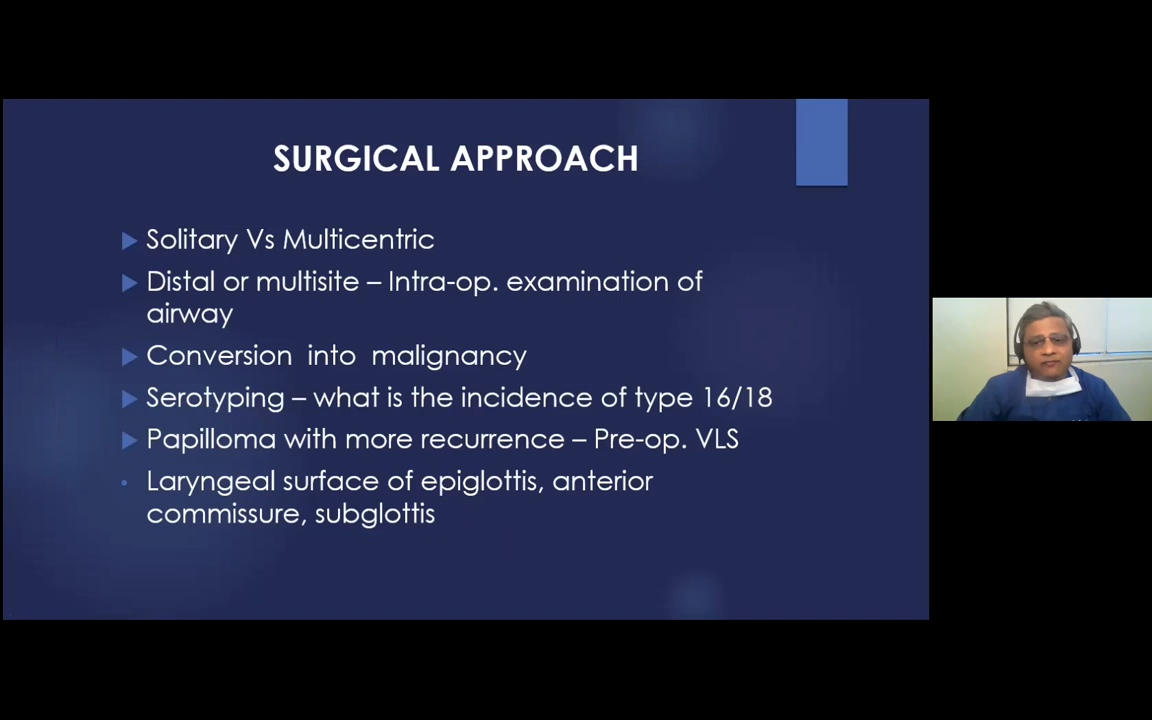 SURGICAL APPROACH
Solitary Vs Multicentric
Distal or multisite – Intra-op. examination of
airway
Conversion into malignancy
Serotyping – what is the incidence of type 16/18
Papilloma with more recurrence – Pre-op. VLS
Laryngeal surface of epiglottis, anterior
commissure, subglottis